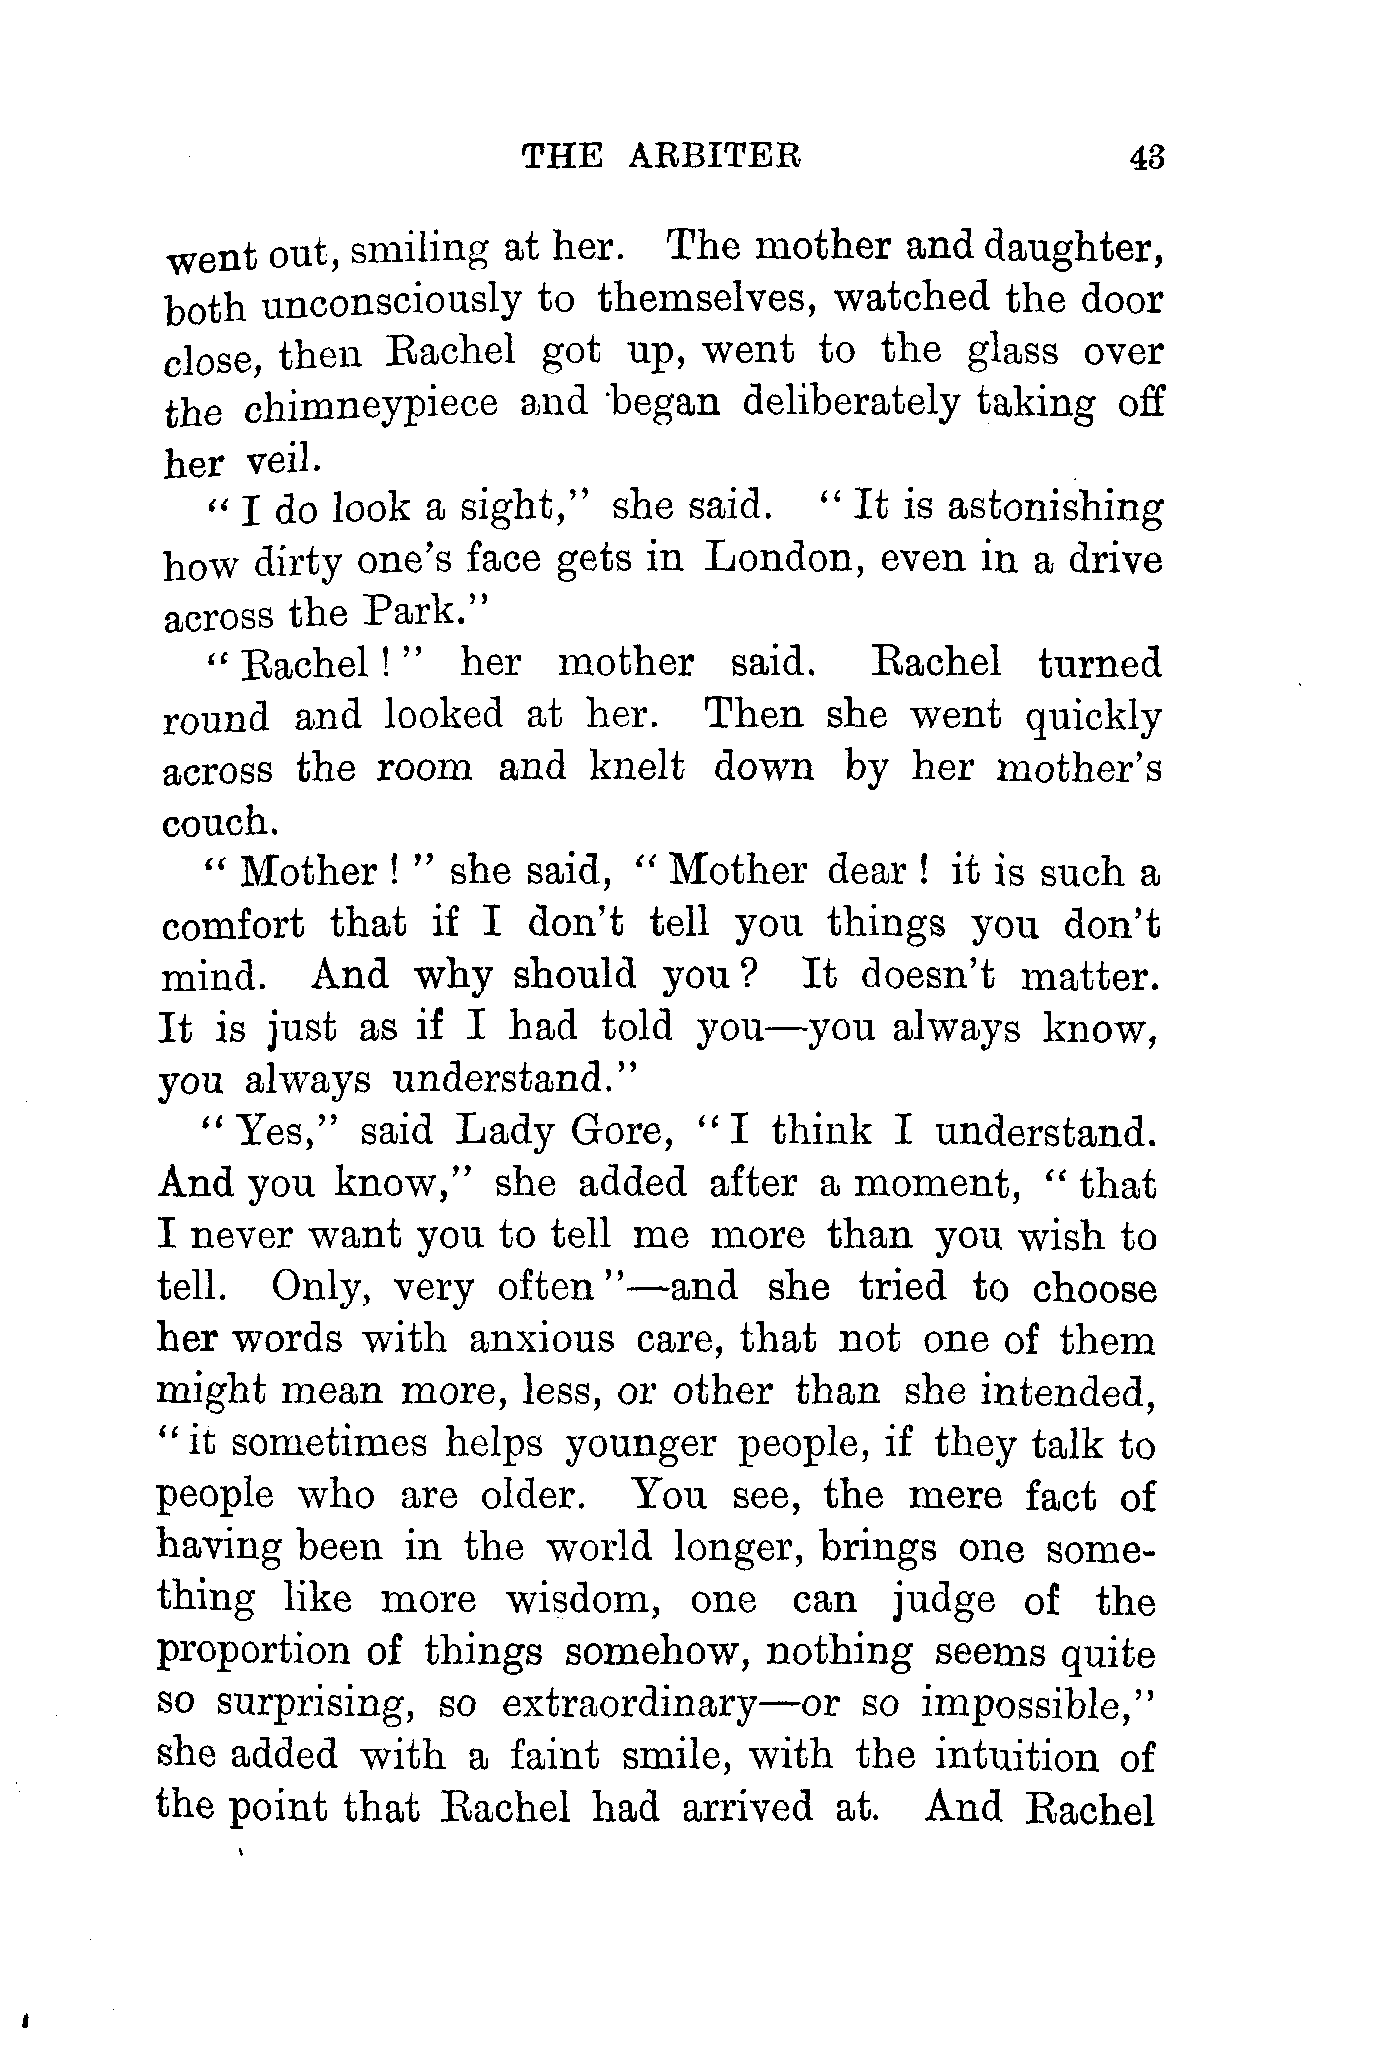 THE ARBITER 43
went out, smiling at her. The mother and daughter,
both unconsciously to themselves, watched the door
close, then Rachel got up, went to the glass over
the chimneypiece and began deliberately taking off
her veil.
"I do look a sight," she said. "It is astonishing
how dirty one's face gets in London, even in a drive
across the Park."
"Rachel!" her mother said. Rachel turned
round and looked at her. Then she went quickly
across the room and knelt down by her mother's
couch.
"Mother!" she said, "Mother dear! it is such a
comfort that if I don't tell you things you don't
mind. And why should you? It doesn't matter.
It is just as if I had told you—you always know,
you always understand."
"Yes," said Lady Gore, "I think I understand.
And you know," she added after a moment, "that
I never want you to tell me more than you wish to
tell. Only, very often"—and she tried to choose
her words with anxious care, that not one of them
might mean more, less, or other than she intended,
"it sometimes helps younger people, if they talk to
people who are older. You see, the mere fact of
having been in the world longer, brings one some-
thing like more wisdom, one can judge of the
proportion of things somehow, nothing seems quite
so surprising, so extraordinary—or so impossible,"
she added with a faint smile, with the intuition of
the point that Rachel had arrived at. And Rachel